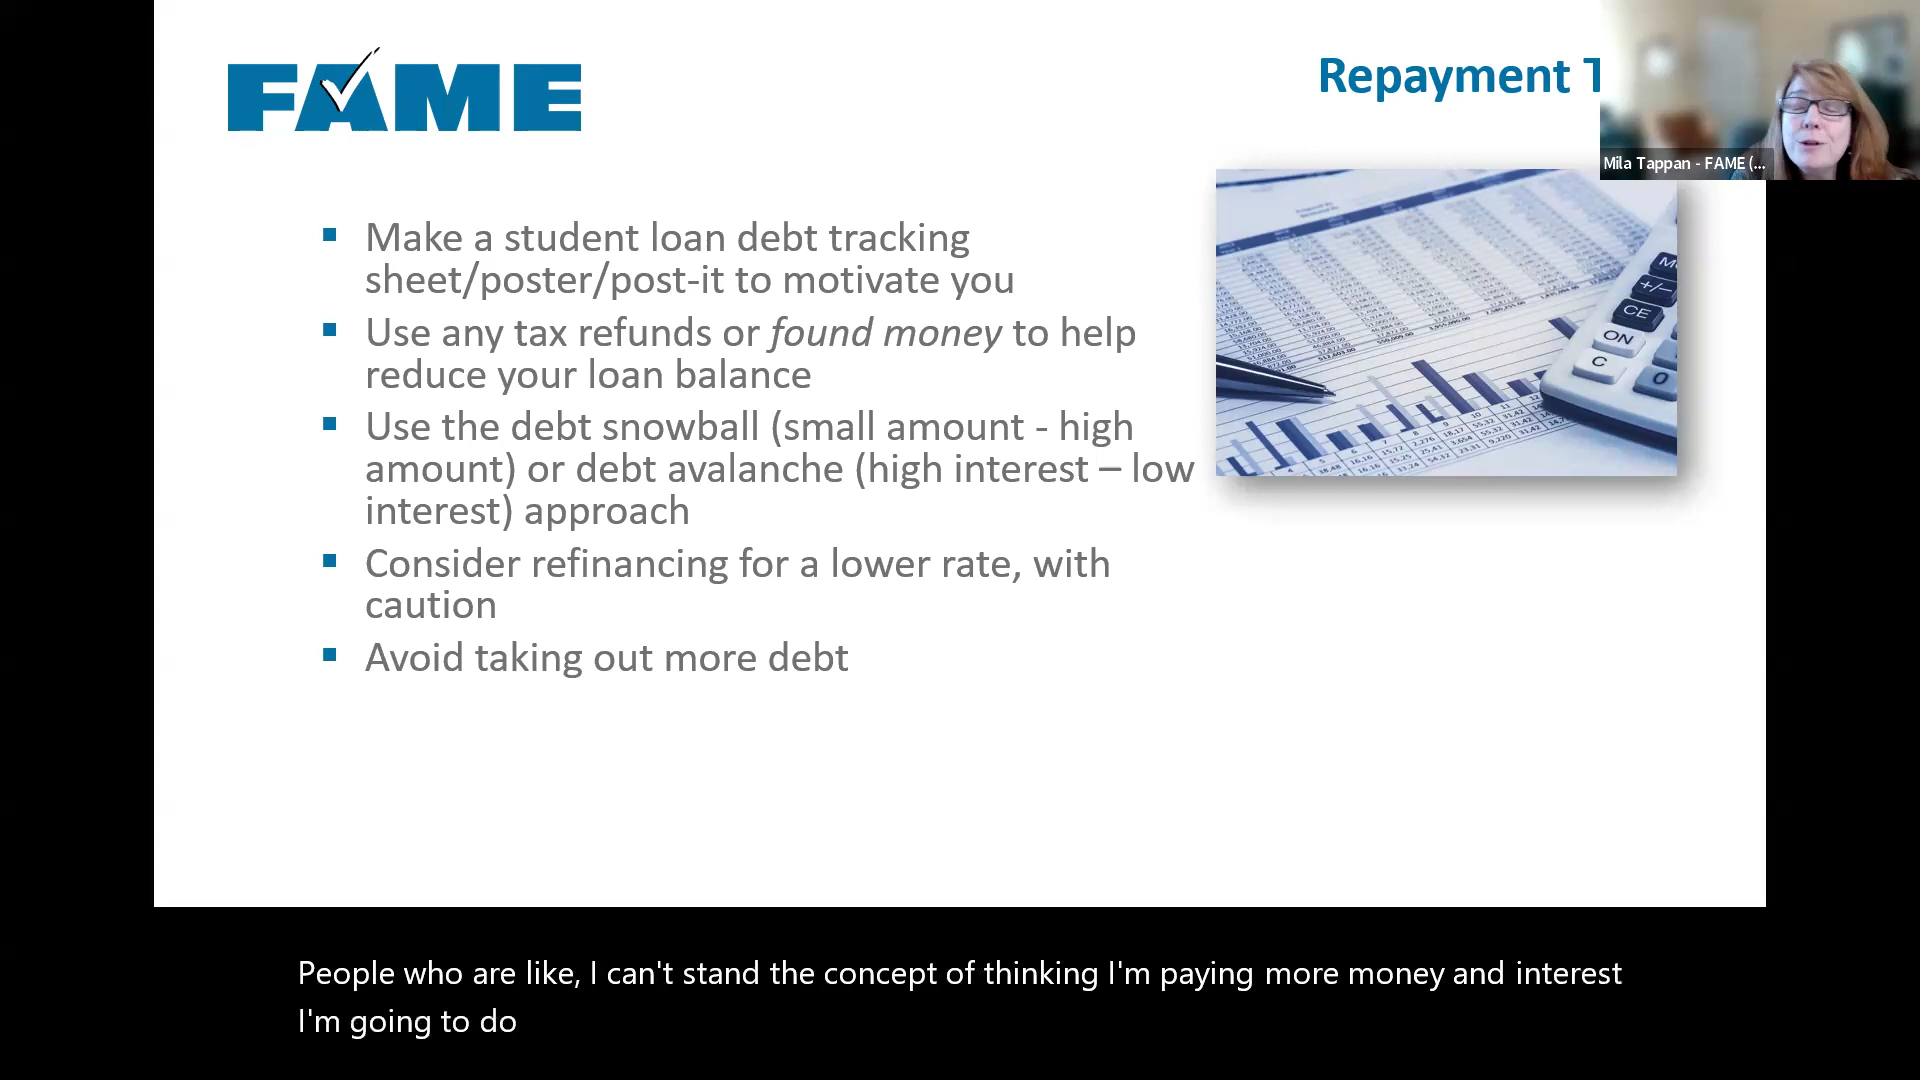 FAME
Repayment T
Mila Tappan - FAME (...
Make a student loan debt tracking
sheet/poster/post-it to motivate you
Use any tax refunds or found money to help
reduce your loan balance
Use the debt snowball (small amount - high
amount) or debt avalanche (high interest – low
interest) approach
Consider refinancing for a lower rate, with
caution
Avoid taking out more debt
+/−
CE
ON
C
0
People who are like, I can't stand the concept of thinking I'm paying more money and interest
I'm going to do